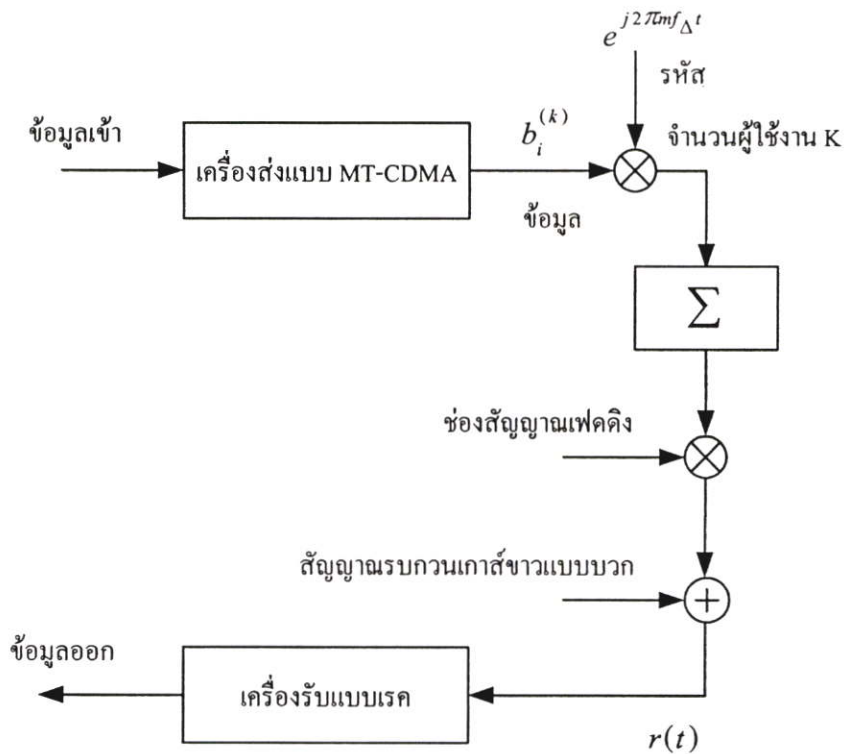 e^{j2πmf_Δ t}
รหัส
ข้อมูลเข้า
b_i^{(k)}
จำนวนผู้ใช้งาน K
เครื่องส่งแบบ MT-CDMA
ข้อมูล
Σ
ช่องสัญญาณเฟดดิง
สัญญาณรบกวนเกาส์ขาวแบบบวก
+
ข้อมูลออก
เครื่องรับแบบเรค
r(t)